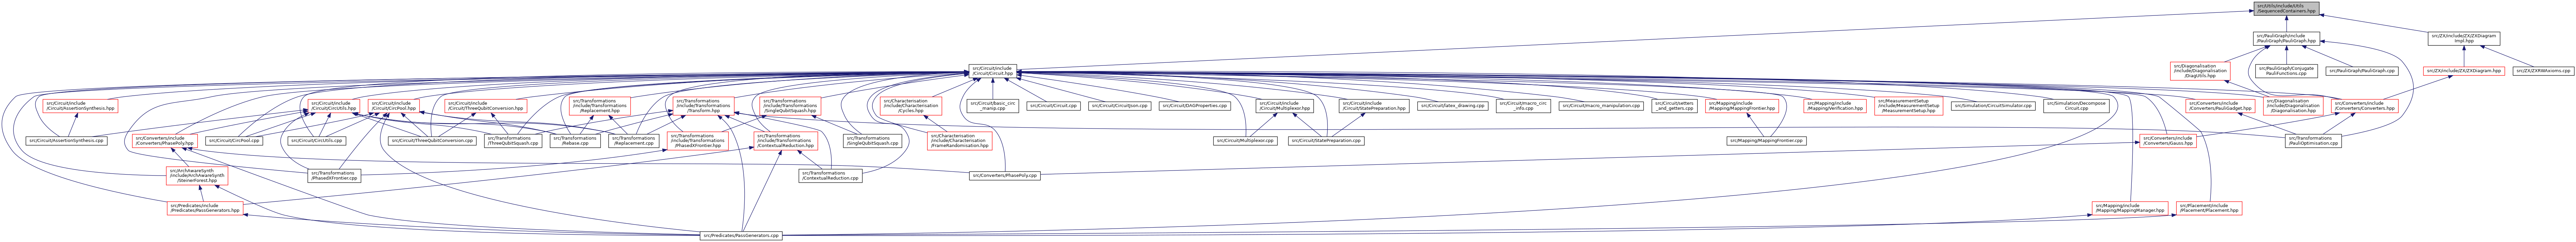 src/Utils/include/Utils
/SequencedContainers.hpp
src/PauliGraph/include
/PauliGraph/PauliGraph.hpp
src/ZX/include/ZX/ZXDiagram
Impl.hpp
src/Circuit/include
/Circuit/Circuit.hpp
src/Diagonalisation
/include/Diagonalisation
/DiagUtils.hpp
src/PauliGraph/Conjugate
PauliFunctions.cpp
src/PauliGraph/PauliGraph.cpp
src/ZX/include/ZX/ZXDiagram.hpp
src/ZX/ZXRWAxioms.cpp
src/Circuit/include
/Circuit/AssertionSynthesis.hpp
src/Circuit/include
/Circuit/CircUtils.hpp
src/Circuit/include
/Circuit/CircPool.hpp
src/Circuit/include
/Circuit/ThreeQubitConversion.hpp
src/Transformations
/include/Transformations
/Replacement.hpp
src/Transformations
/include/Transformations
/Transform.hpp
src/Transformations
/include/Transformations
/SingleQubitSquash.hpp
src/Characterisation
/include/Characterisation
/Cycles.hpp
src/Circuit/basic_circ
_manip.cpp
src/Circuit/Circuit.cpp
src/Circuit/CircuitJson.cpp
src/Circuit/DAGProperties.cpp
src/Circuit/include
/Circuit/Multiplexor.hpp
src/Circuit/include
/Circuit/StatePreparation.hpp
src/Circuit/latex_drawing.cpp
src/Circuit/macro_circ
_info.cpp
src/Circuit/macro_manipulation.cpp
src/Circuit/setters
_and_getters.cpp
src/Mapping/include
/Mapping/MappingFrontier.hpp
src/Mapping/include
/Mapping/Verification.hpp
src/MeasurementSetup
/include/MeasurementSetup
/MeasurementSetup.hpp
src/Simulation/CircuitSimulator.cpp
src/Simulation/Decompose
Circuit.cpp
src/Converters/include
/Converters/PauliGadget.hpp
src/Diagonalisation
/include/Diagonalisation
/Diagonalisation.hpp
src/Converters/include
/Converters/Converters.hpp
src/Circuit/AssertionSynthesis.cpp
src/Converters/include
/Converters/PhasePoly.hpp
src/Circuit/CircPool.cpp
src/Circuit/CircUtils.cpp
src/Circuit/ThreeQubitConversion.cpp
src/Transformations
/ThreeQubitSquash.cpp
src/Transformations
/Rebase.cpp
src/Transformations
/Replacement.cpp
src/Transformations
/include/Transformations
/PhasedXFrontier.hpp
src/Transformations
/include/Transformations
/ContextualReduction.hpp
src/Transformations
/SingleQubitSquash.cpp
src/Characterisation
/include/Characterisation
/FrameRandomisation.hpp
src/Circuit/Multiplexor.cpp
src/Circuit/StatePreparation.cpp
src/Mapping/MappingFrontier.cpp
src/Converters/include
/Converters/Gauss.hpp
src/Transformations
/PauliOptimisation.cpp
src/ArchAwareSynth
/include/ArchAwareSynth
/SteinerForest.hpp
src/Transformations
/PhasedXFrontier.cpp
src/Transformations
/ContextualReduction.cpp
src/Converters/PhasePoly.cpp
src/Predicates/include
/Predicates/PassGenerators.hpp
src/Mapping/include
/Mapping/MappingManager.hpp
src/Placement/include
/Placement/Placement.hpp
src/Predicates/PassGenerators.cpp